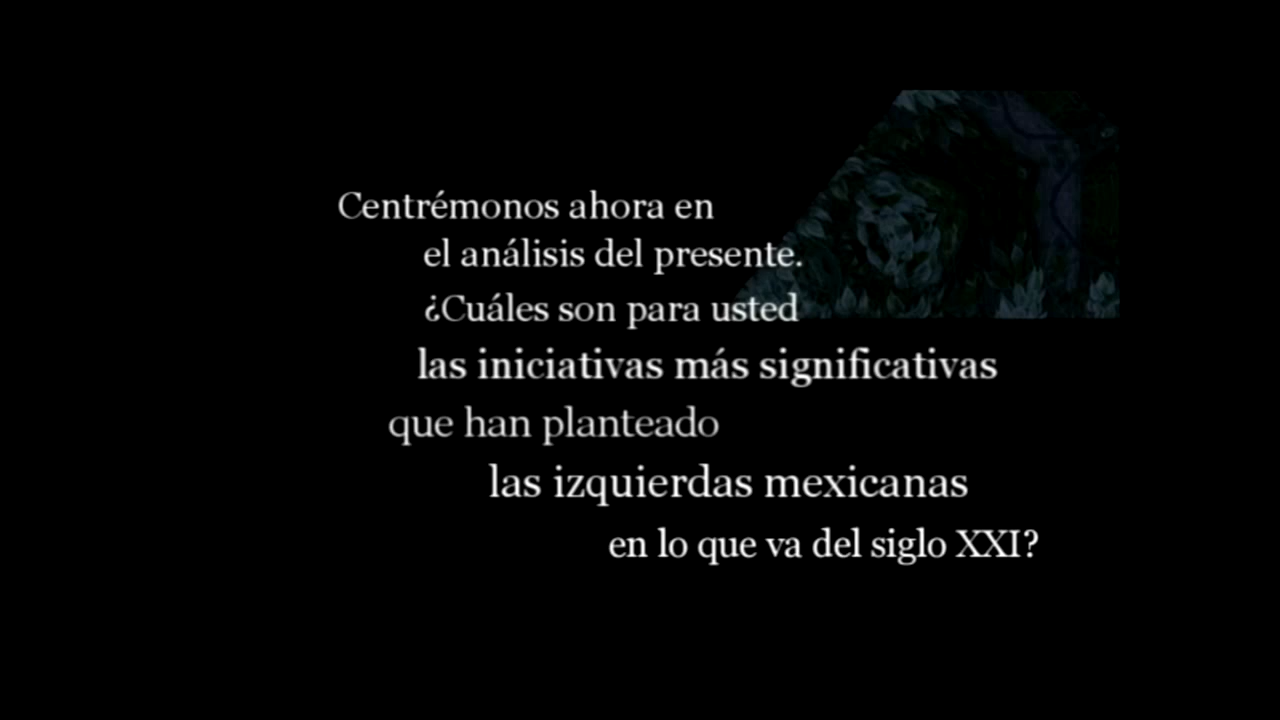 Centrémonos ahora en
el análisis del presente.
¿Cuáles son para usted
las iniciativas más significativas
que han planteado
las izquierdas mexicanas
en lo que va del siglo XXI?